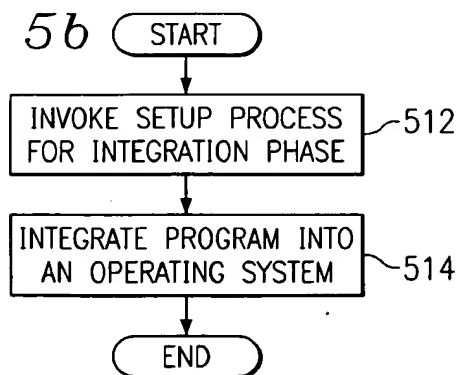 5b
START
INVOKE SETUP PROCESS
FOR INTEGRATION PHASE
512
INTEGRATE PROGRAM INTO
AN OPERATING SYSTEM
514
END